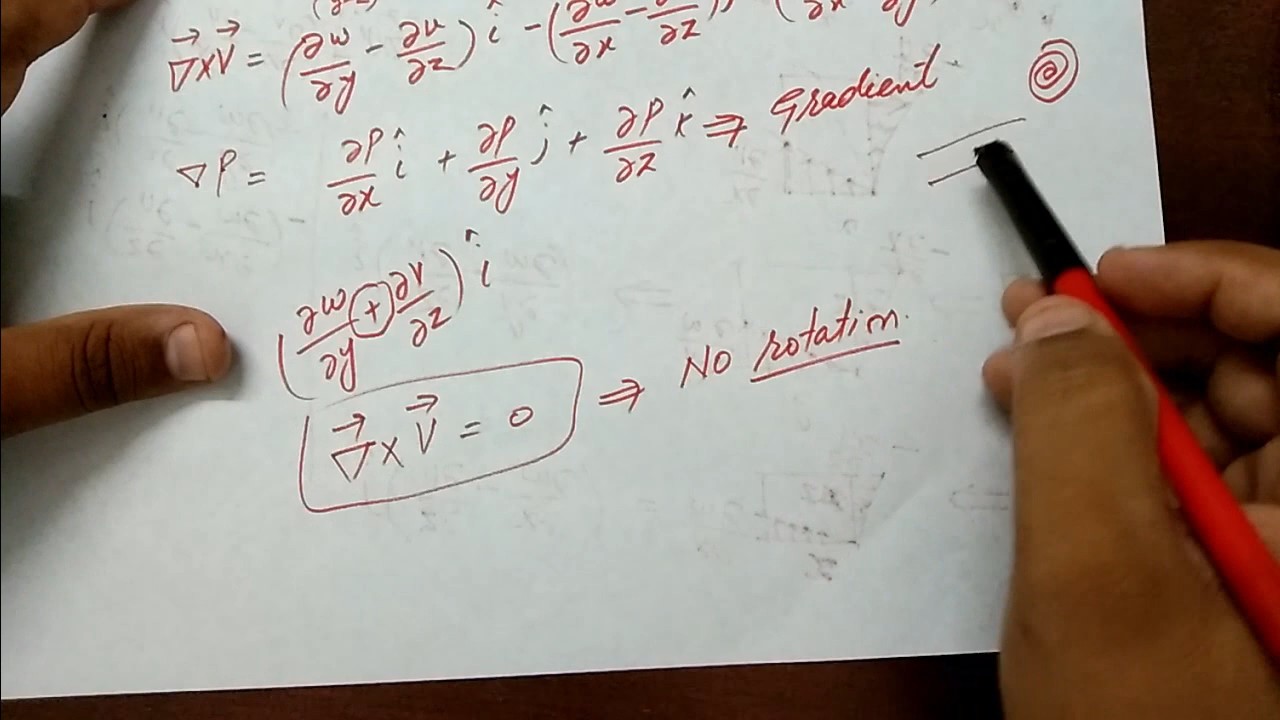 ∇⃗×V⃗ = (∂w/∂y − ∂v/∂z) î − (∂w/∂x − ∂u/∂z)
∇P = ∂P/∂x î + ∂P/∂y ĵ + ∂P/∂z k̂ ⇒ Gradient
(∂w/∂y + ∂v/∂z) î
∇⃗×V⃗ = 0 ⇒ No rotation